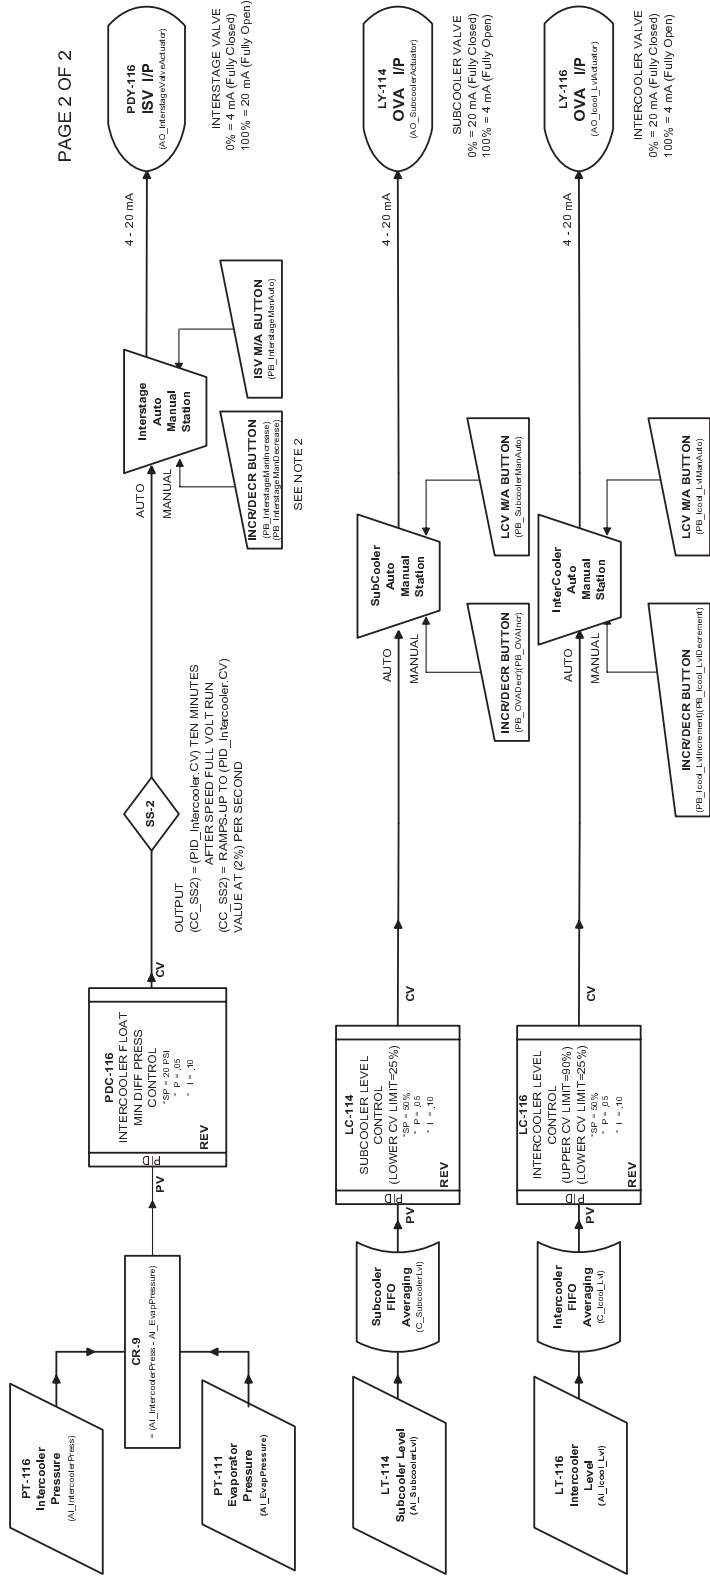 PAGE 2 OF 2
PT-116
Intercooler
Pressure
(AI_IntercoolerPress)
CR-9
= (AI_IntercoolerPress - AI_EvapPressure)
PT-111
Evaporator
Pressure
(AI_EvapPressure)
PV
PID
PDC-116
INTERCOOLER FLOAT
MIN DIFF PRESS
CONTROL
"SP = 20 PSI
" P = .05
" I = .10
REV
CV
SS-2
OUTPUT
(CC_SS2) = (PID_Intercooler.CV) TEN MINUTES
AFTER SPEED FULL VOLT RUN
(CC_SS2) = RAMPS-UP TO (PID_Intercooler.CV)
VALUE AT (2%) PER SECOND
AUTO
MANUAL
Interstage
Auto
Manual
Station
INCR/DECR BUTTON
(PB_InterstageManIncrease)
(PB_InterstageManDecrease)
SEE NOTE 2
ISV M/A BUTTON
(PB_InterstageManAuto)
4 - 20 mA
PDY-116
ISV I/P
(AO_InterstageValveActuator)
INTERSTAGE VALVE
0% = 4 mA (Fully Closed)
100% = 20 mA (Fully Open)
LT-114
Subcooler Level
(AI_SubcoolerLvl)
Subcooler
FIFO
Averaging
(C_SubcoolerLvl)
PV
PID
LC-114
SUBCOOLER LEVEL
CONTROL
(LOWER CV LIMIT=25%)
"SP = 50%
" P = .05
" I = .10
REV
CV
AUTO
MANUAL
SubCooler
Auto
Manual
Station
INCR/DECR BUTTON
(PB_OVADecr)(PB_OVAIncr)
LCV M/A BUTTON
(PB_SubcoolerManAuto)
4 - 20 mA
LY-114
OVA I/P
(AO_SubcoolerActuator)
SUBCOOLER VALVE
0% = 20 mA (Fully Closed)
100% = 4 mA (Fully Open)
LT-116
Intercooler
Level
(AI_Icool_Lvl)
Intercooler
FIFO
Averaging
(C_Icool_Lvl)
PV
PID
LC-116
INTERCOOLER LEVEL
CONTROL
(UPPER CV LIMIT=90%)
(LOWER CV LIMIT=25%)
"SP = 50%
" P = .05
" I = .10
REV
CV
AUTO
MANUAL
InterCooler
Auto
Manual
Station
INCR/DECR BUTTON
(PB_Icool_LvlIncrement)(PB_Icool_LvlDecrement)
LCV M/A BUTTON
(PB_Icool_LvlManAuto)
4 - 20 mA
LY-116
OVA I/P
(AO_Icool_LvlActuator)
INTERCOOLER VALVE
0% = 20 mA (Fully Closed)
100% = 4 mA (Fully Open)